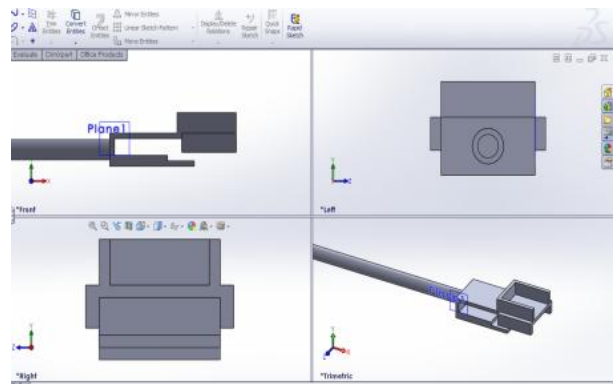 Trim Entities
Convert Entities
Offset Entities
Mirror Entities
Linear Sketch Pattern
Move Entities
Display/Delete Relations
Repair Sketch
Quick Snaps
Rapid Sketch
Evaluate
Office Products
Plane1
*Front
*Left
*Right
*Trimetric